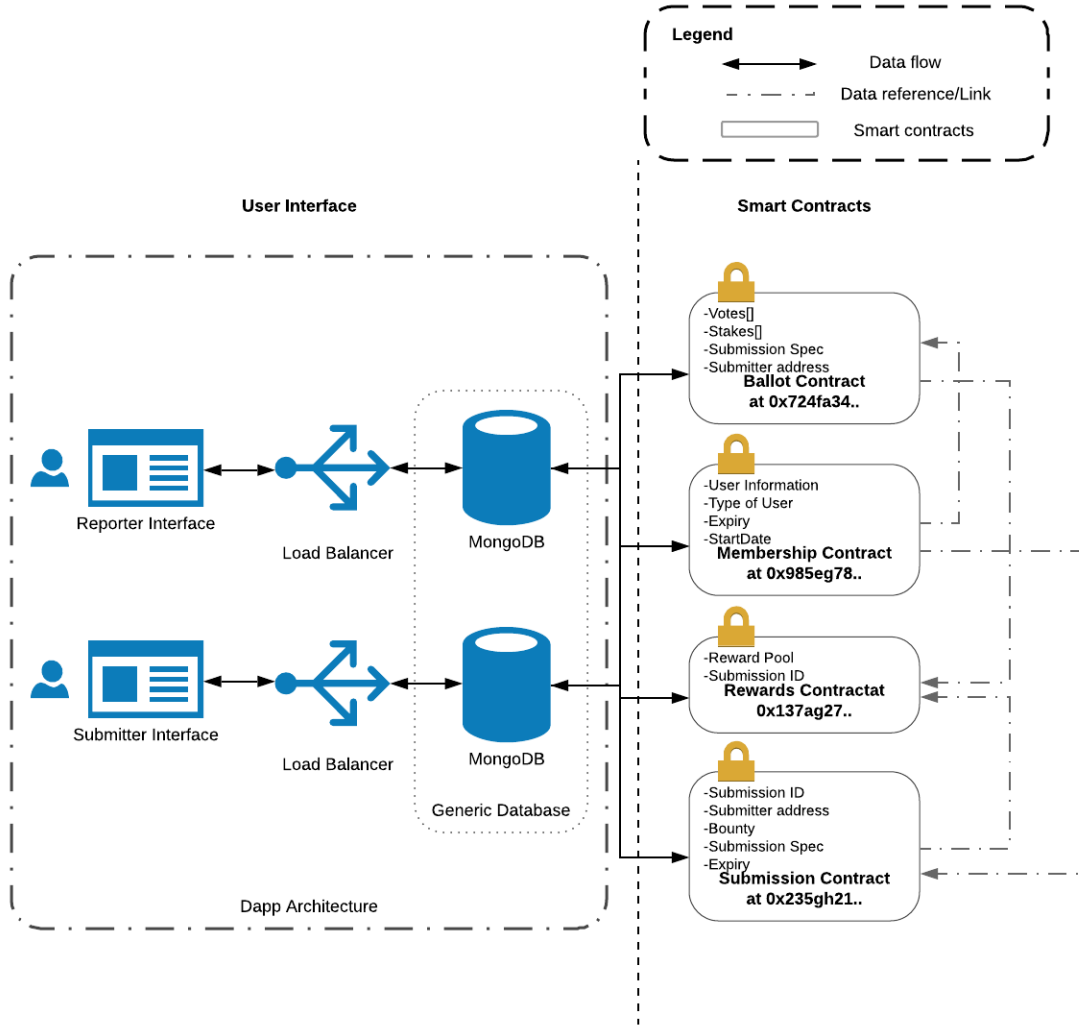 Legend
Data flow
Data reference/Link
Smart contracts
User Interface
Smart Contracts
-Votes[]
-Stakes[]
-Submission Spec
-Submitter address
Ballot Contract
at 0x724fa34..
-User Information
-Type of User
-Expiry
-StartDate
Membership Contract
at 0x985eg78..
Reporter Interface
Load Balancer
MongoDB
-Reward Pool
-Submission ID
Rewards Contractat
0x137ag27..
Submitter Interface
Load Balancer
MongoDB
Generic Database
-Submission ID
-Submitter address
-Bounty
-Submission Spec
-Expiry
Submission Contract
at 0x235gh21..
Dapp Architecture